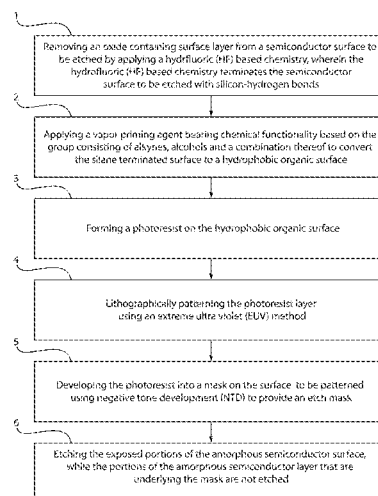 1
Removing an oxide containing surface layer from a semiconductor surface to
be etched by applying a hydrfluoric (HF) based chemistry, wherein the
hydrofluoric (HF) based chemistry terminates the semiconductor
surface to be etched with silicon-hydrogen bonds
2
Applying a vapor priming agent bearing chemical functionality based on the
group consisting of alkynes, alcohols and a combination thereof to convert
the silane terminated surface to a hydrophobic organic surface
3
Forming a photoresist on the hydrophobic organic surface
4
Lithographically patterning the photoresist layer
using an extreme ultra violet (EUV) method
5
Developing the photoresist into a mask on the surface to be patterned
using negative tone development (NTD) to provide an etch mask
6
Etching the exposed portions of the amorphous semiconductor surface,
while the portions of the amorphous semiconductor layer that are
underlying the mask are not etched